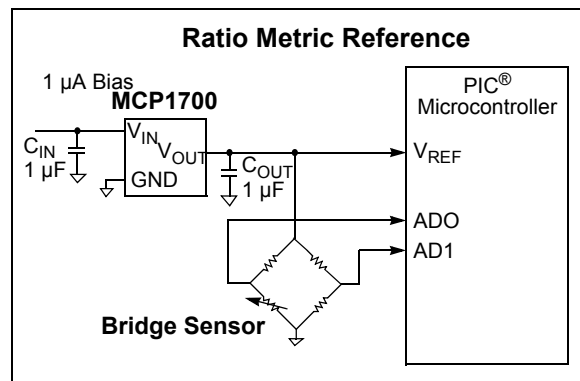 Ratio Metric Reference
1 µA Bias
MCP1700
PIC®
Microcontroller
VIN
VOUT
GND
CIN
1 µF
COUT
1 µF
VREF
ADO
AD1
Bridge Sensor